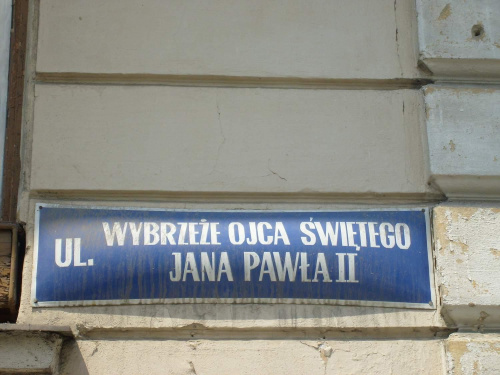 UL. WYBRZEŻE OJCA ŚWIĘTEGO
JANA PAWŁA II